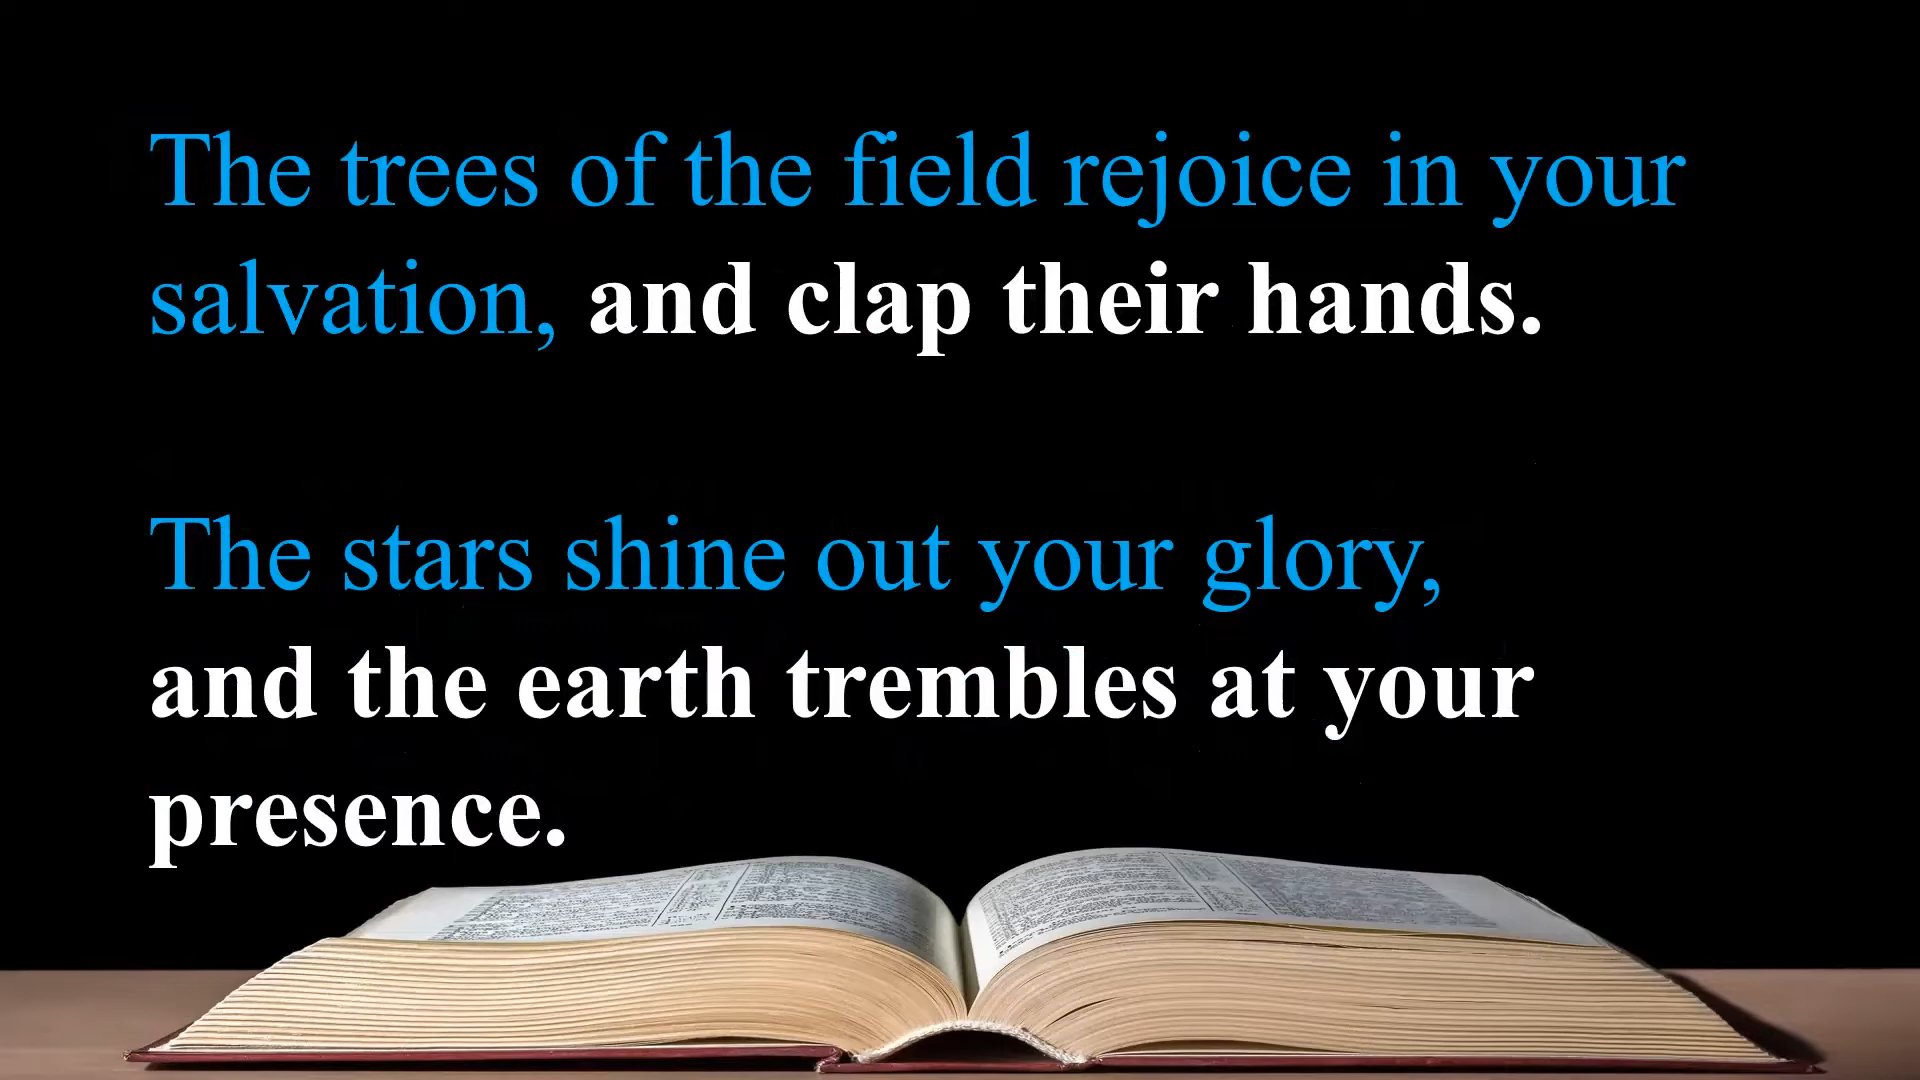 The trees of the field rejoice in your
salvation, and clap their hands.
The stars shine out your glory,
and the earth trembles at your
presence.